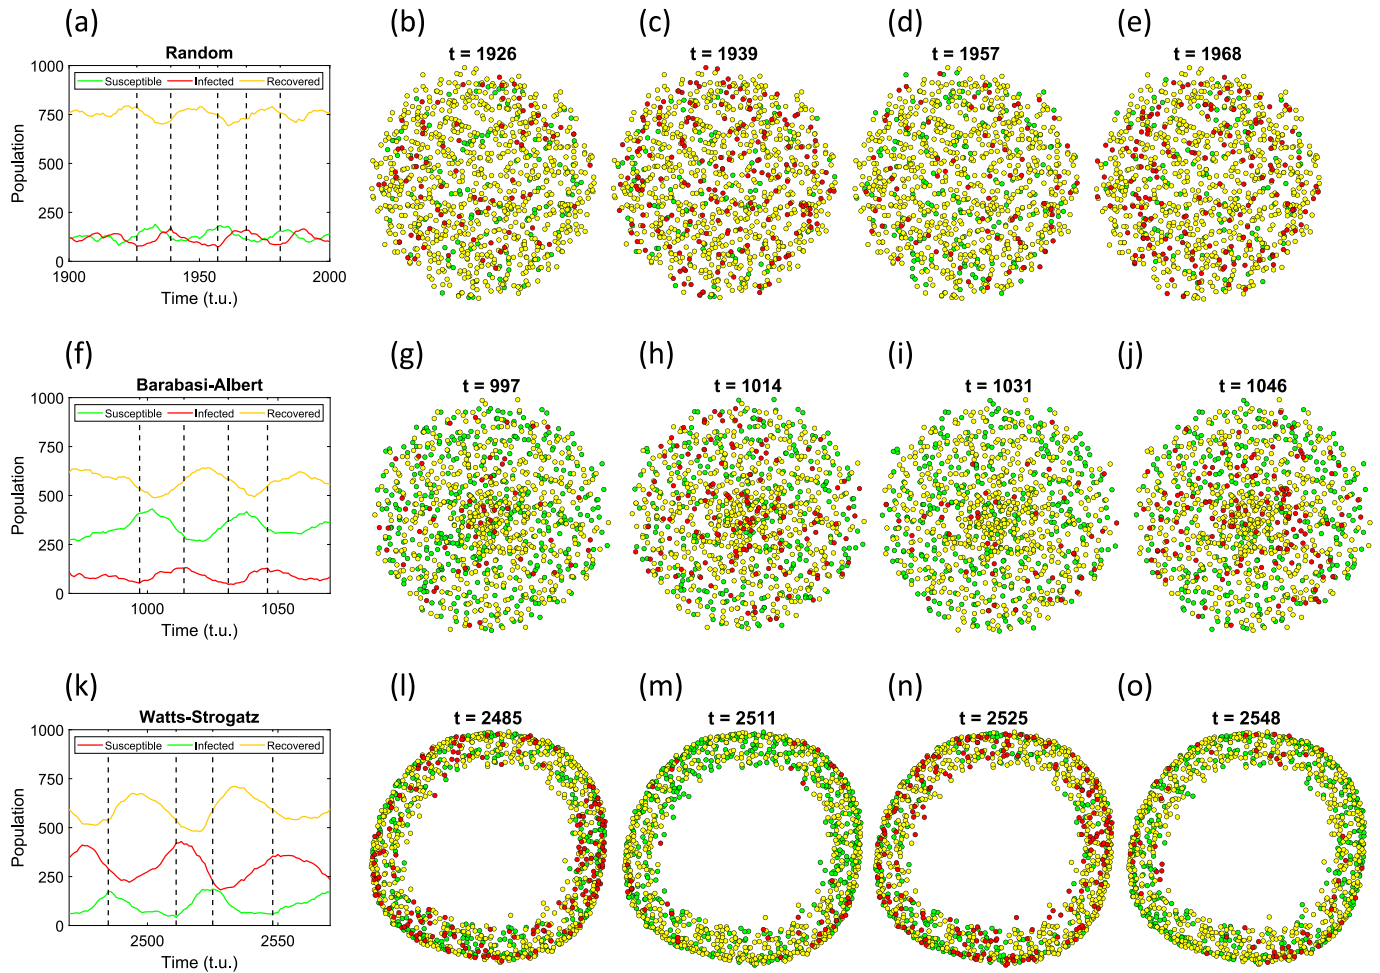 (a)
(b)
(c)
(d)
(e)
Random
t = 1926
t = 1939
t = 1957
t = 1968
1000
750
500
250
0
Population
Susceptible Infected Recovered
1900 1950 2000
Time (t.u.)
(f)
(g)
(h)
(i)
(j)
Barabasi-Albert
t = 997
t = 1014
t = 1031
t = 1046
1000
750
500
250
0
Population
Susceptible Infected Recovered
1000 1050
Time (t.u.)
(k)
(l)
(m)
(n)
(o)
Watts-Strogatz
t = 2485
t = 2511
t = 2525
t = 2548
1000
750
500
250
0
Population
Susceptible Infected Recovered
2500 2550
Time (t.u.)